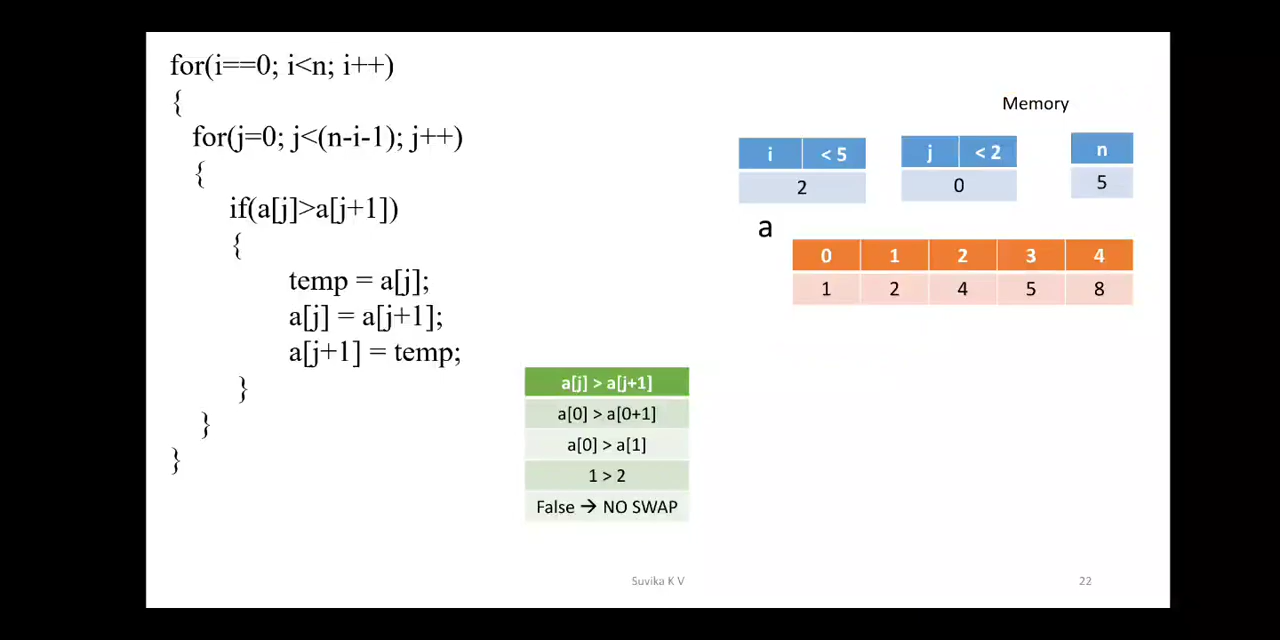 for(i==0; i<n; i++)
{
for(j=0; j<(n-i-1); j++)
{
if(a[j]>a[j+1])
{
temp = a[j];
a[j] = a[j+1];
a[j+1] = temp;
}
}
}
Memory
i < 5
2
j < 2
0
n
5
a
0 1 2 3 4
1 2 4 5 8
a[j] > a[j+1]
a[0] > a[0+1]
a[0] > a[1]
1 > 2
False → NO SWAP
Suvika K V
22